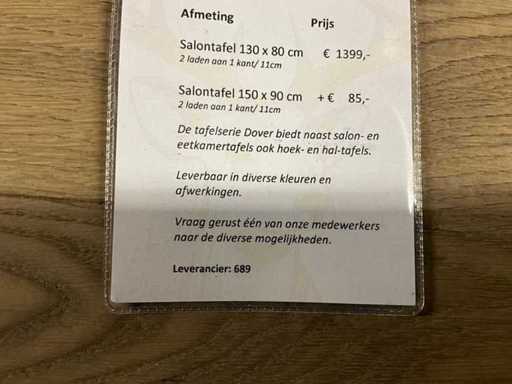 Afmeting Prijs
Salontafel 130 x 80 cm € 1399,-
2 laden aan 1 kant/ 11cm
Salontafel 150 x 90 cm + € 85,-
2 laden aan 1 kant/ 11cm
De tafelserie Dover biedt naast salon- en
eetkamertafels ook hoek- en hal-tafels.
Leverbaar in diverse kleuren en
afwerkingen.
Vraag gerust één van onze medewerkers
naar de diverse mogelijkheden.
Leverancier: 689